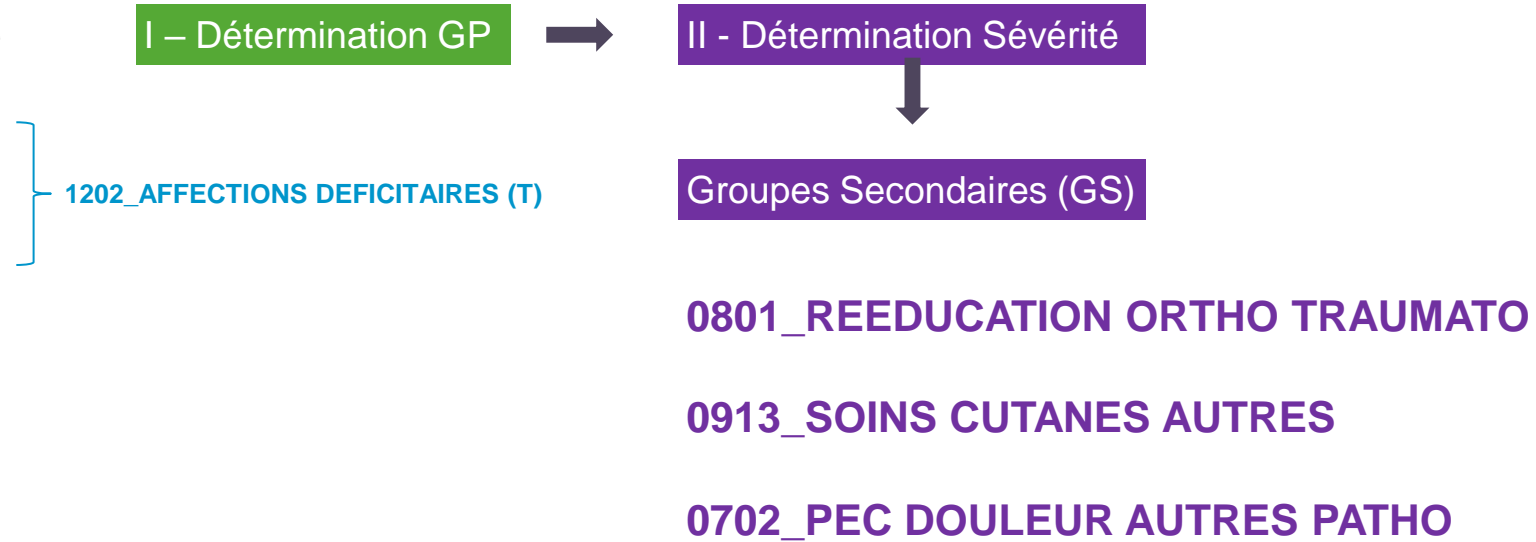 I – Détermination GP
II - Détermination Sévérité
1202_AFFECTIONS DEFICITAIRES (T)
Groupes Secondaires (GS)
0801_REEDUCATION ORTHO TRAUMATO
0913_SOINS CUTANES AUTRES
0702_PEC DOULEUR AUTRES PATHO